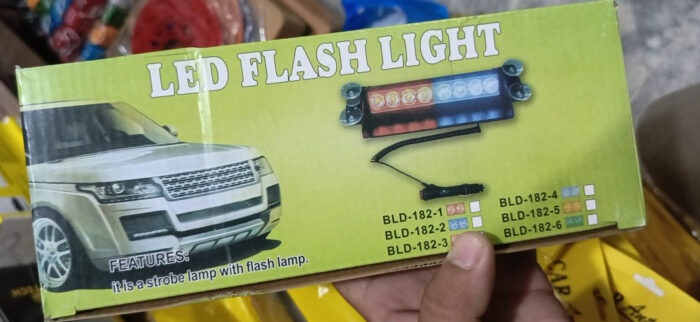 LED FLASH LIGHT
BLD-182-1
BLD-182-2
BLD-182-3
BLD-182-4
BLD-182-5
BLD-182-6
FEATURES:
it is a strobe lamp with flash lamp.
CAR